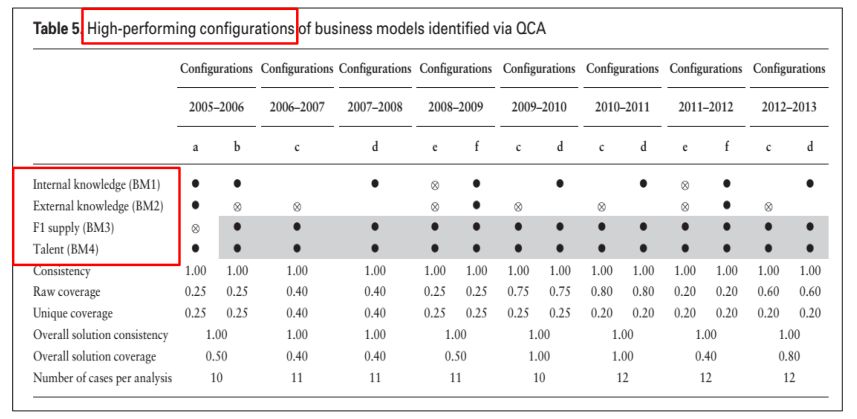 Table 5. High-performing configurations of business models identified via QCA
Configurations Configurations Configurations Configurations Configurations Configurations Configurations Configurations
2005–2006 2006–2007 2007–2008 2008–2009 2009–2010 2010–2011 2011–2012 2012–2013
a b c d e f c d c d e f c d
Internal knowledge (BM1) ● ● ● ⊗ ● ● ● ⊗ ● ●
External knowledge (BM2) ● ⊗ ⊗ ⊗ ● ⊗ ⊗ ⊗ ● ⊗
F1 supply (BM3) ⊗ ● ● ● ● ● ● ● ● ● ● ● ● ●
Talent (BM4) ● ● ● ● ● ● ● ● ● ● ● ● ● ●
Consistency 1.00 1.00 1.00 1.00 1.00 1.00 1.00 1.00 1.00 1.00 1.00 1.00 1.00 1.00
Raw coverage 0.25 0.25 0.40 0.40 0.25 0.25 0.75 0.75 0.80 0.80 0.20 0.20 0.60 0.60
Unique coverage 0.25 0.25 0.40 0.40 0.25 0.25 0.25 0.25 0.20 0.20 0.20 0.20 0.20 0.20
Overall solution consistency 1.00 1.00 1.00 1.00 1.00 1.00 1.00 1.00
Overall solution coverage 0.50 0.40 0.40 0.50 1.00 1.00 0.40 0.80
Number of cases per analysis 10 11 11 11 10 12 12 12